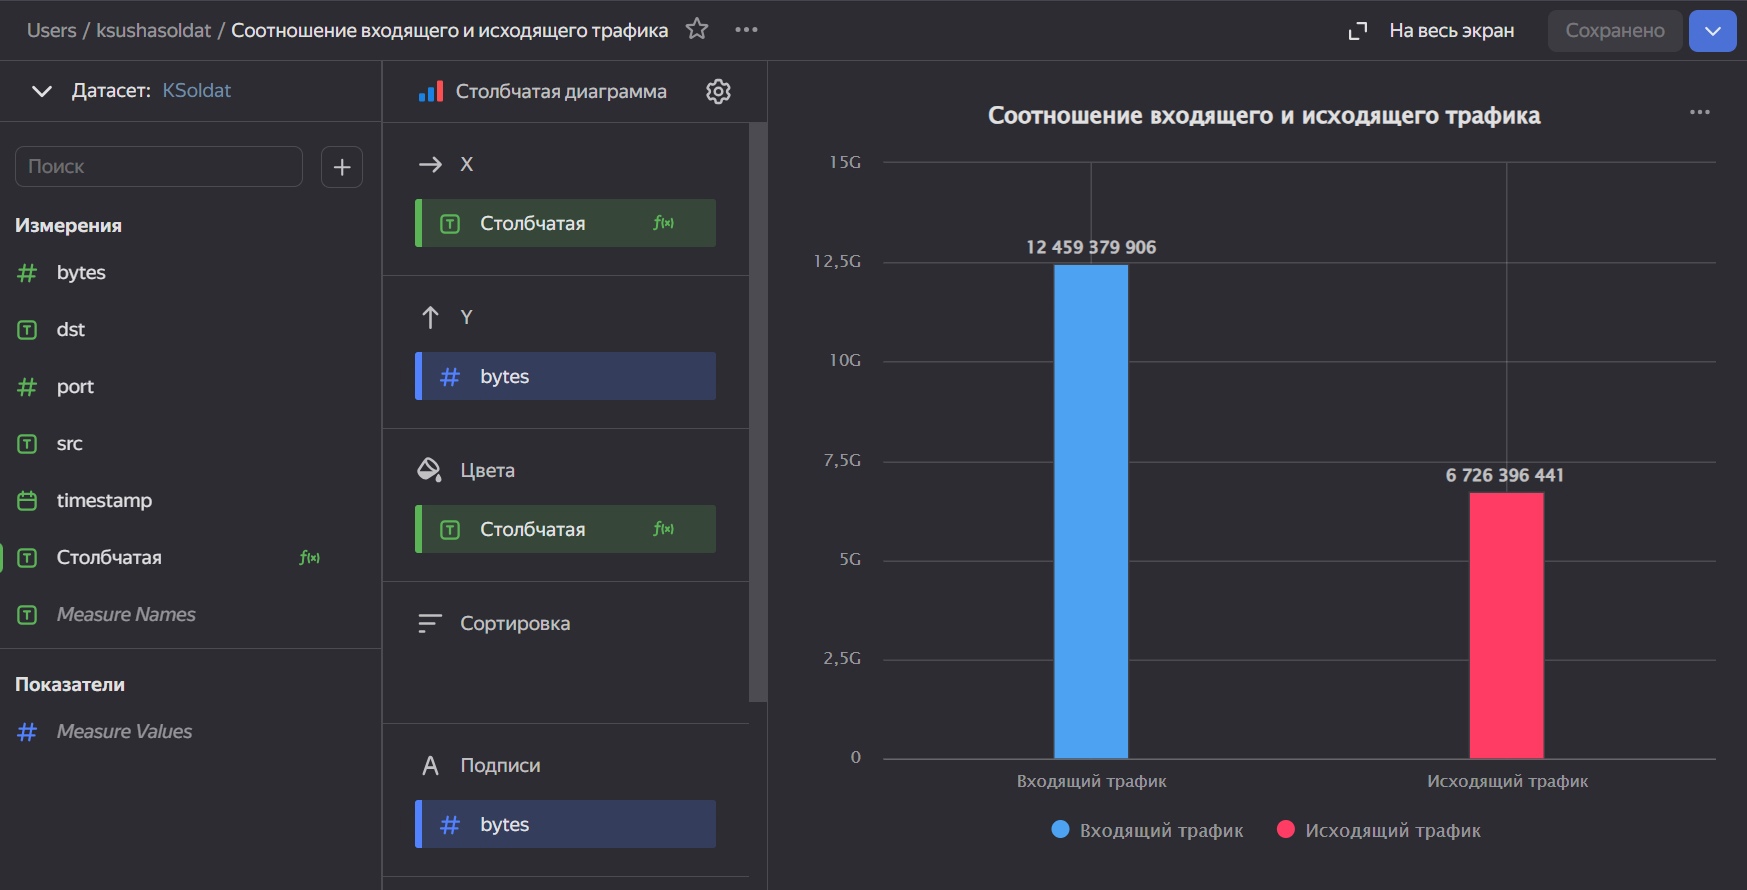 Users / ksushasoldat / Соотношение входящего и исходящего трафика
На весь экран
Сохранено
Датасет: KSoldat
Поиск
Измерения
bytes
dst
port
src
timestamp
Столбчатая
Measure Names
Показатели
Measure Values
Столбчатая диаграмма
X
Столбчатая f(x)
Y
bytes
Цвета
Столбчатая f(x)
Сортировка
Подписи
bytes
Соотношение входящего и исходящего трафика
15G
12,5G
10G
7,5G
5G
2,5G
0
12 459 379 906
6 726 396 441
Входящий трафик
Исходящий трафик
Входящий трафик
Исходящий трафик